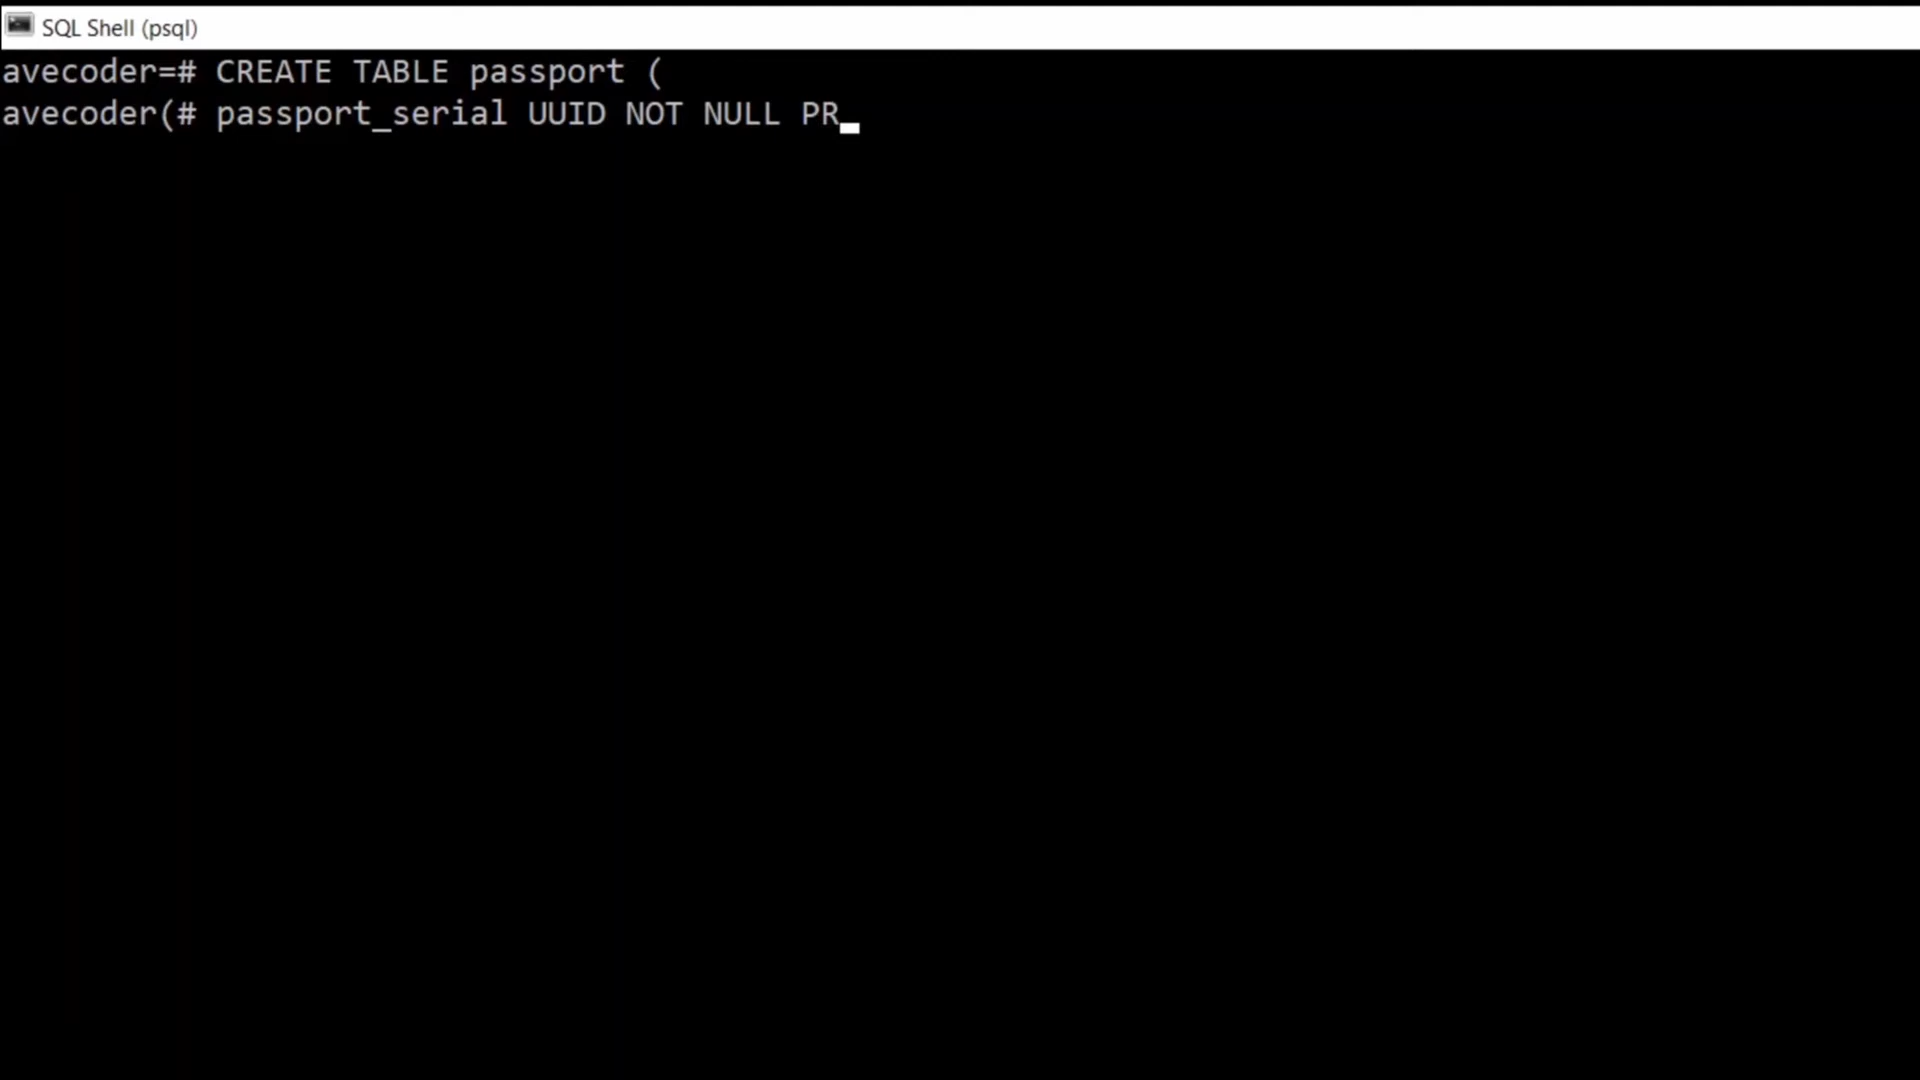 SQL Shell (psql)
avecoder=# CREATE TABLE passport (
avecoder(# passport_serial UUID NOT NULL PR